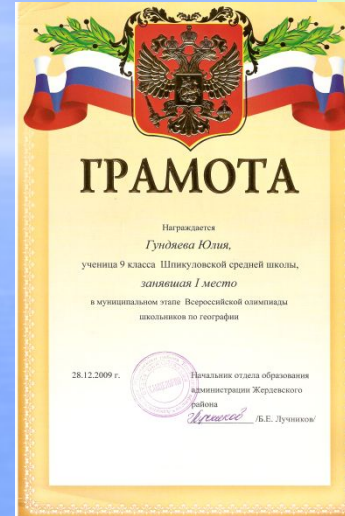 ГРАМОТА
Награждается
Гундяева Юлия,
ученица 9 класса Шпикуловской средней школы,
занявшая I место
в муниципальном этапе Всероссийской олимпиады
школьников по географии
28.12.2009 г.
Начальник отдела образования
администрации Жердевского
района
/Б.Е. Лучников/